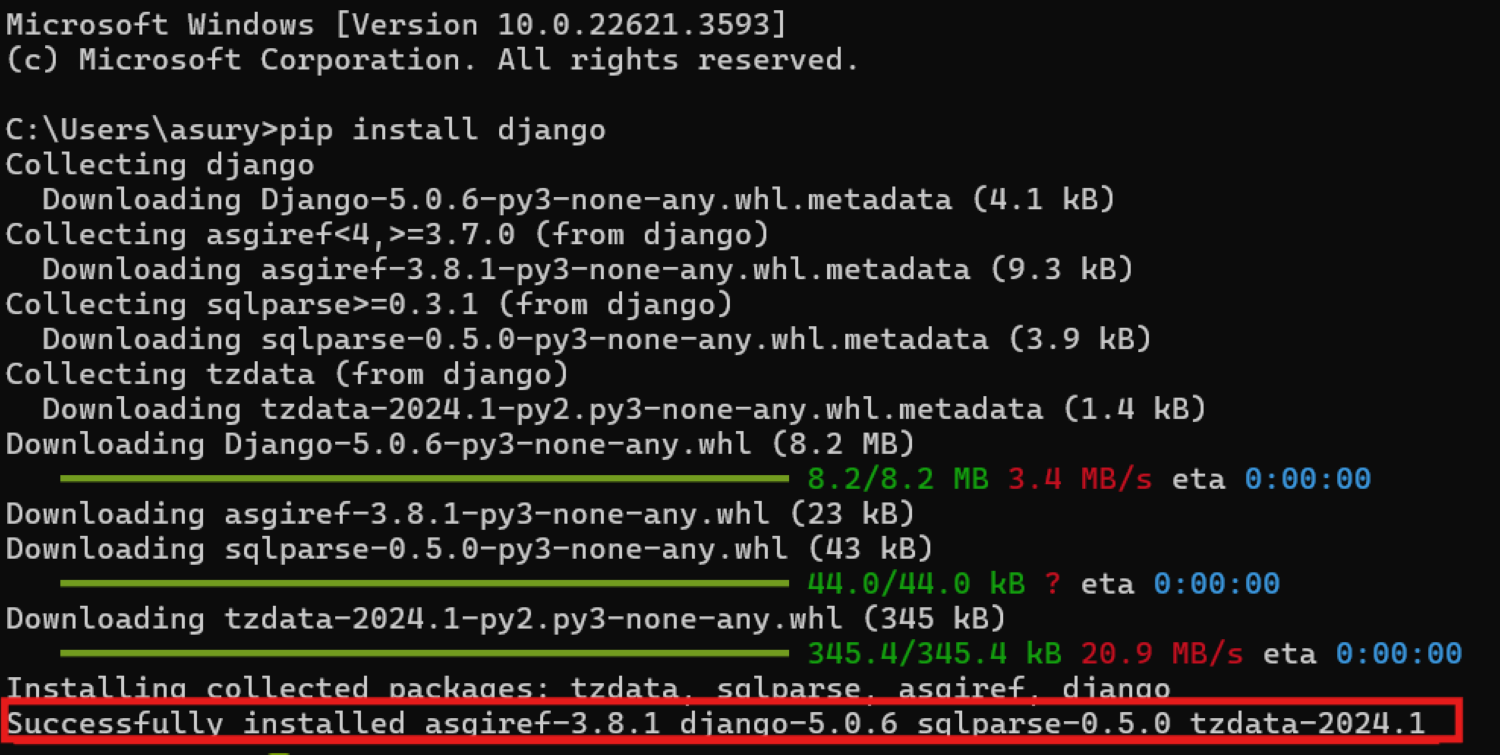 Microsoft Windows [Version 10.0.22621.3593]
(c) Microsoft Corporation. All rights reserved.
C:\Users\asury>pip install django
Collecting django
  Downloading Django-5.0.6-py3-none-any.whl.metadata (4.1 kB)
Collecting asgiref<4,>=3.7.0 (from django)
  Downloading asgiref-3.8.1-py3-none-any.whl.metadata (9.3 kB)
Collecting sqlparse>=0.3.1 (from django)
  Downloading sqlparse-0.5.0-py3-none-any.whl.metadata (3.9 kB)
Collecting tzdata (from django)
  Downloading tzdata-2024.1-py2.py3-none-any.whl.metadata (1.4 kB)
Downloading Django-5.0.6-py3-none-any.whl (8.2 MB)
8.2/8.2 MB 3.4 MB/s eta 0:00:00
Downloading asgiref-3.8.1-py3-none-any.whl (23 kB)
Downloading sqlparse-0.5.0-py3-none-any.whl (43 kB)
44.0/44.0 kB ? eta 0:00:00
Downloading tzdata-2024.1-py2.py3-none-any.whl (345 kB)
345.4/345.4 kB 20.9 MB/s eta 0:00:00
Installing collected packages: tzdata, sqlparse, asgiref, django
Successfully installed asgiref-3.8.1 django-5.0.6 sqlparse-0.5.0 tzdata-2024.1